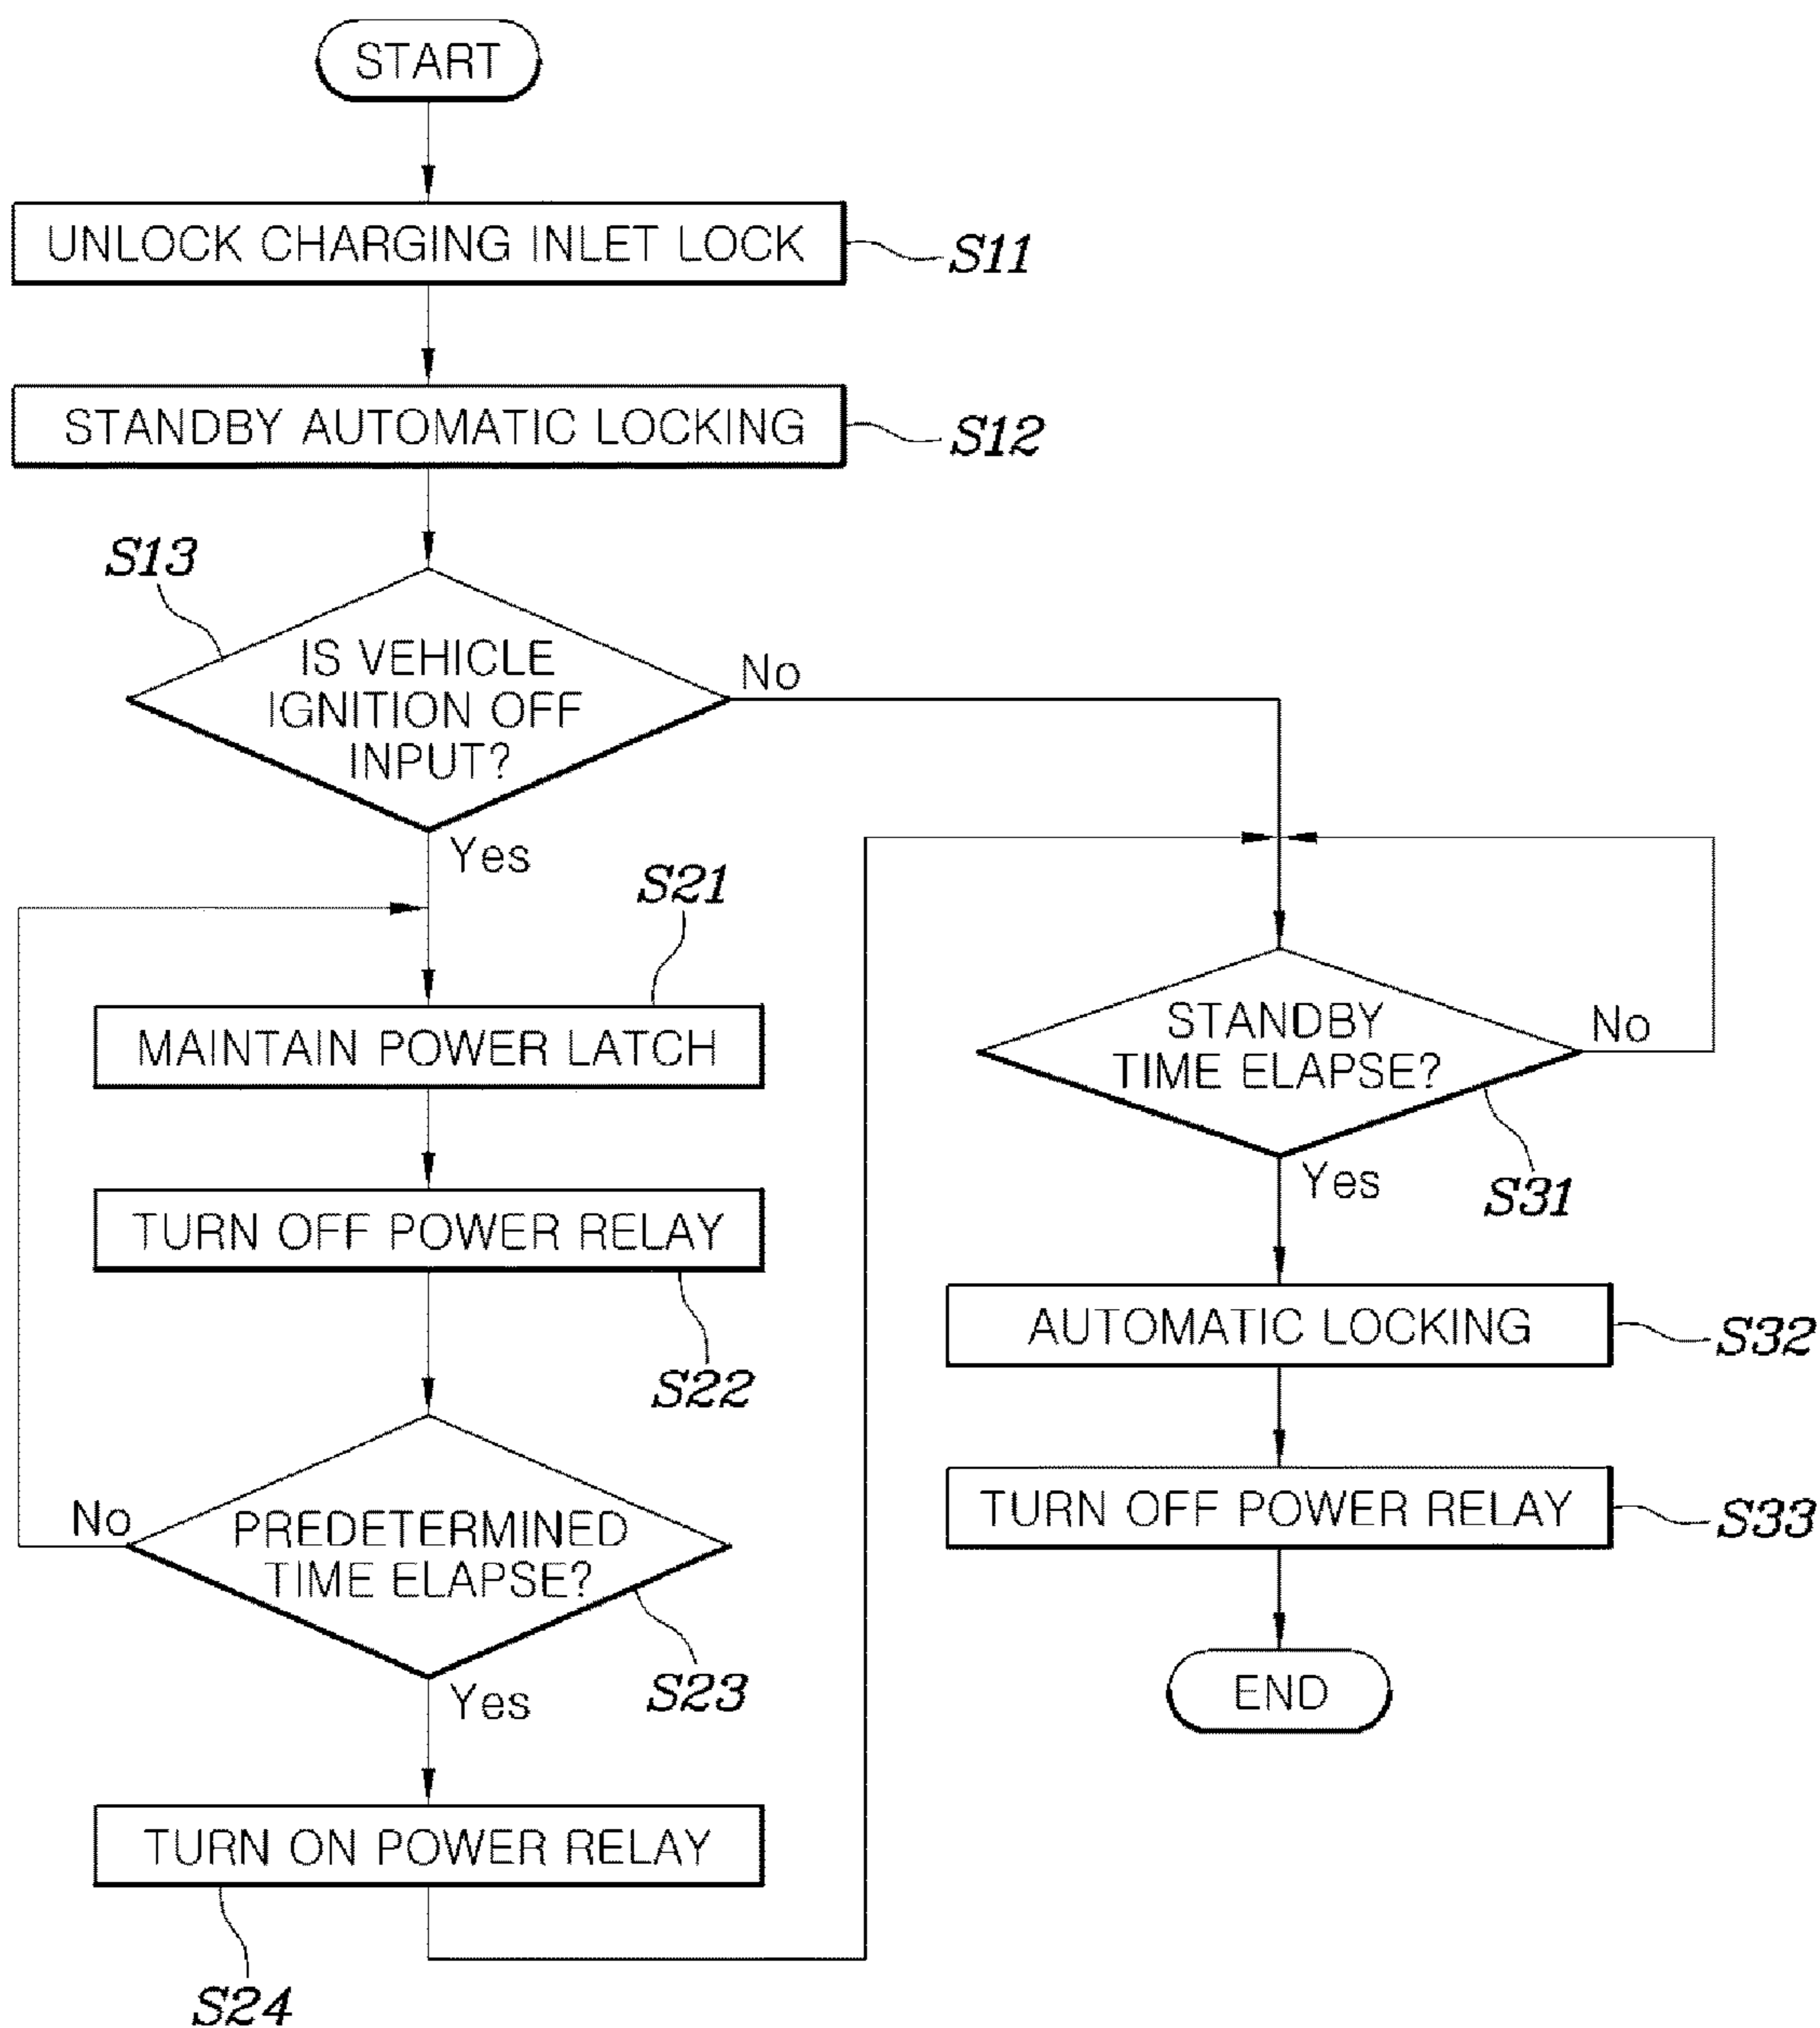 START
UNLOCK CHARGING INLET LOCK
S11
STANDBY AUTOMATIC LOCKING
S12
S13
IS VEHICLE
IGNITION OFF
INPUT?
No
Yes
S21
MAINTAIN POWER LATCH
TURN OFF POWER RELAY
S22
No
PREDETERMINED
TIME ELAPSE?
S23
Yes
TURN ON POWER RELAY
S24
STANDBY
TIME ELAPSE?
No
Yes
S31
AUTOMATIC LOCKING
S32
TURN OFF POWER RELAY
S33
END